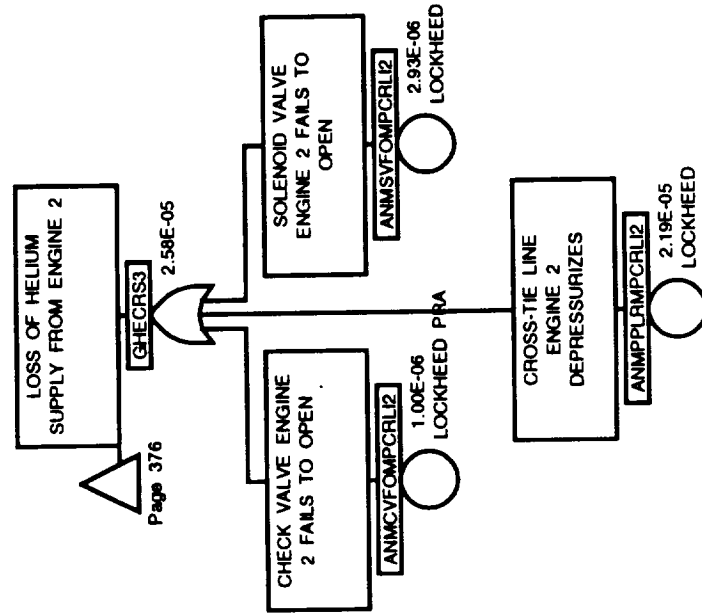 LOSS OF HELIUM
SUPPLY FROM ENGINE 2
GHECRS3
2.58E-05
Page 376
CHECK VALVE ENGINE
2 FAILS TO OPEN
ANMCVFOMPCRLI2
1.00E-06
LOCKHEED PRA
CROSS-TIE LINE
ENGINE 2
DEPRESSURIZES
ANMPPLRMPCRLI2
2.19E-05
LOCKHEED
SOLENOID VALVE
ENGINE 2 FAILS TO
OPEN
ANMSVFOMPCRLI2
2.93E-06
LOCKHEED